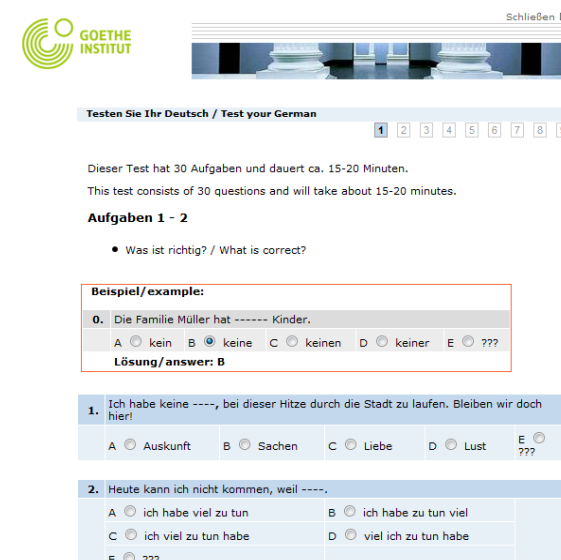 Schließen
GOETHE
INSTITUT
Testen Sie Ihr Deutsch / Test your German
1 2 3 4 5 6 7 8
Dieser Test hat 30 Aufgaben und dauert ca. 15-20 Minuten.
This test consists of 30 questions and will take about 15-20 minutes.
Aufgaben 1 - 2
• Was ist richtig? / What is correct?
Beispiel/example:
0. Die Familie Müller hat ------ Kinder.
A kein B keine C keinen D keiner E ???
Lösung/answer: B
1. Ich habe keine ----, bei dieser Hitze durch die Stadt zu laufen. Bleiben wir doch
hier!
A Auskunft B Sachen C Liebe D Lust E
???
2. Heute kann ich nicht kommen, weil ----.
A ich habe viel zu tun B ich habe zu tun viel
C ich viel zu tun habe D viel ich zu tun habe
E ???